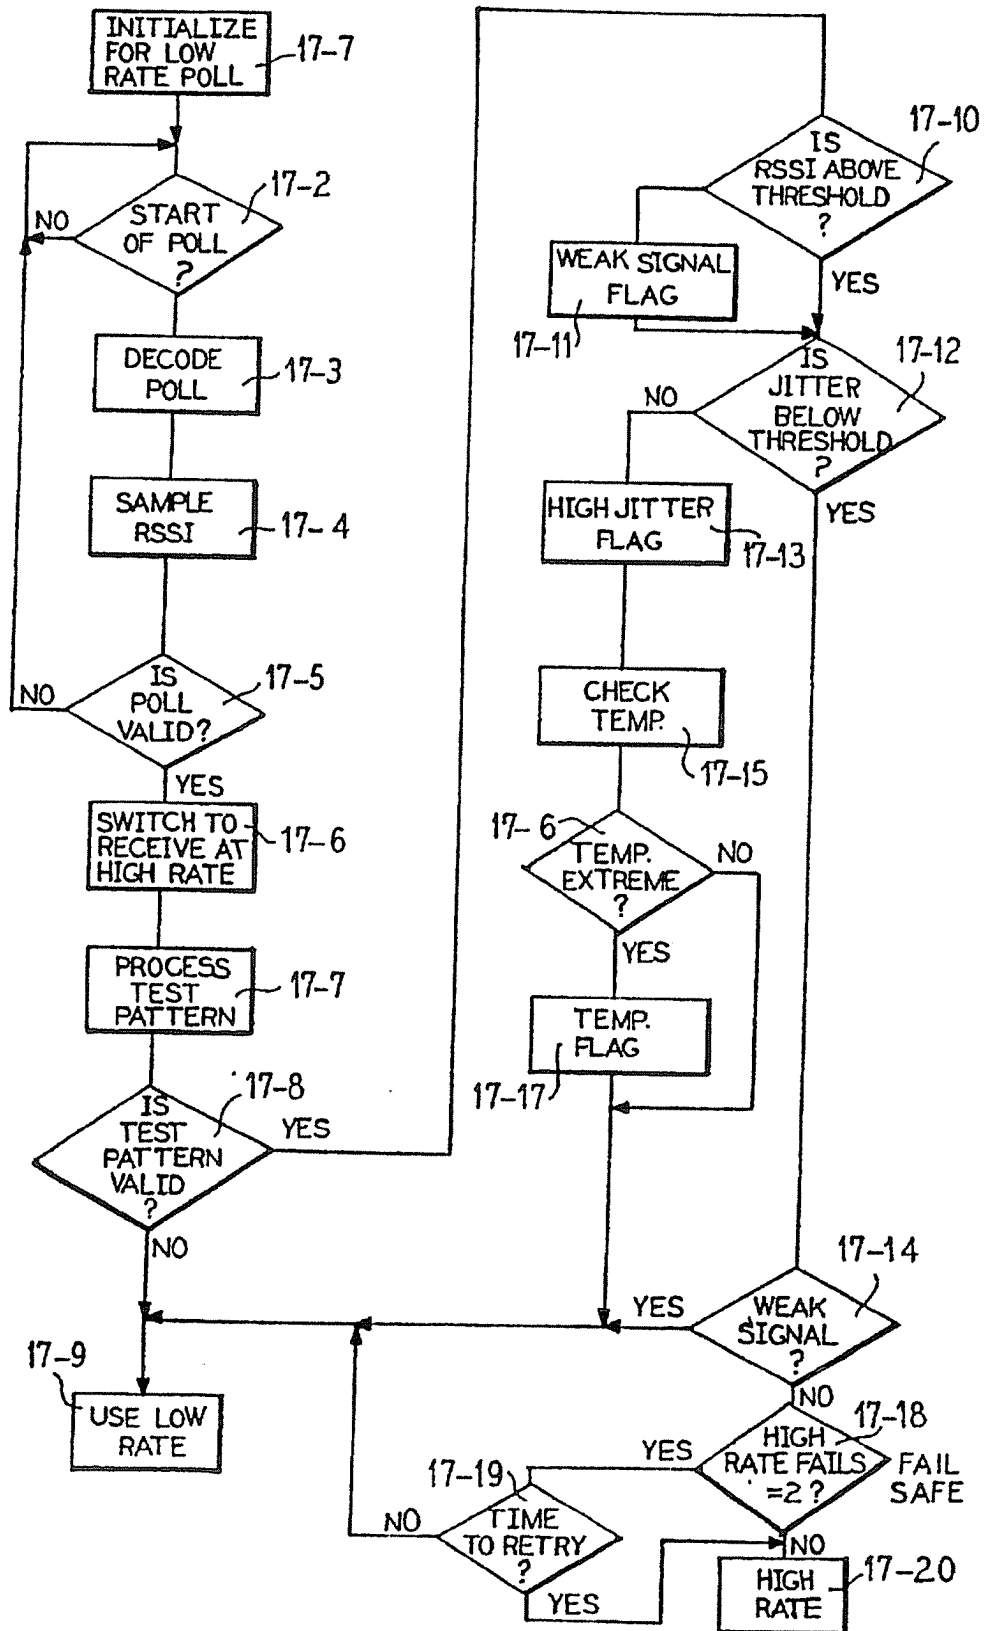 INITIALIZE
FOR LOW
RATE POLL
17-7
START
OF POLL
?
17-2
NO
DECODE
POLL
17-3
SAMPLE
RSSI
17-4
IS
POLL
VALID?
17-5
NO
YES
SWITCH TO
RECEIVE AT
HIGH RATE
17-6
PROCESS
TEST
PATTERN
17-7
IS
TEST
PATTERN
VALID
?
17-8
YES
NO
17-9
USE LOW
RATE
IS
RSSI ABOVE
THRESHOLD
?
17-10
YES
WEAK SIGNAL
FLAG
17-11
IS
JITTER
BELOW
THRESHOLD
?
17-12
NO
YES
HIGH JITTER
FLAG
17-13
CHECK
TEMP.
17-15
17-6
TEMP.
EXTREME
?
NO
YES
TEMP.
FLAG
17-17
17-14
WEAK
SIGNAL
?
YES
NO
HIGH
RATE FAILS
=2?
17-18
FAIL
SAFE
YES
NO
17-19
TIME
TO RETRY
?
NO
YES
HIGH
RATE
17-20